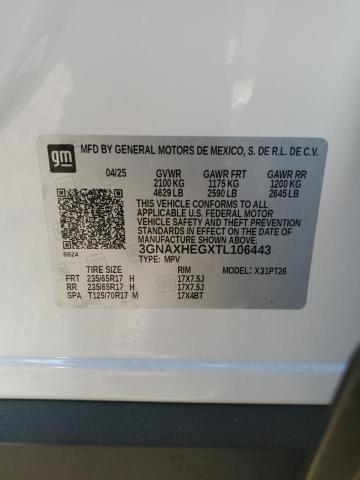 gm MFD BY GENERAL MOTORS DE MEXICO, S. DE R.L. DE C.V.
04/25 GVWR GAWR FRT GAWR RR
2100 KG 1175 KG 1200 KG
4629 LB 2590 LB 2645 LB
THIS VEHICLE CONFORMS TO ALL
APPLICABLE U.S. FEDERAL MOTOR
VEHICLE SAFETY AND THEFT PREVENTION
STANDARDS IN EFFECT ON THE DATE OF
MANUFACTURE SHOWN ABOVE.
8624 3GNAXHEGXTL106443
TYPE: MPV MODEL: X31PT26
TIRE SIZE RIM
FRT 235/65R17 H 17X7.5J
RR 235/65R17 H 17X7.5J
SPA T125/70R17 M 17X4BT